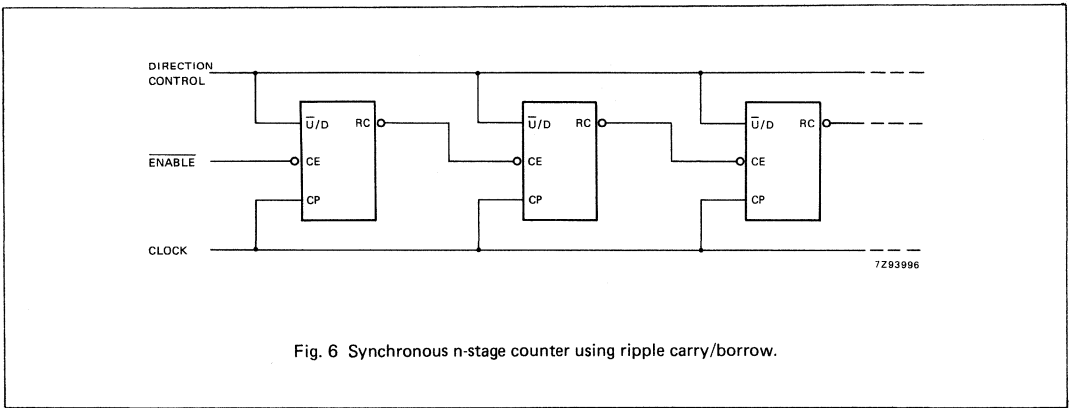 DIRECTION
CONTROL
U̅/D RC
U̅/D RC
U̅/D RC
E̅N̅A̅B̅L̅E̅
CE
CE
CE
CP
CP
CP
CLOCK
7Z93996
Fig. 6 Synchronous n-stage counter using ripple carry/borrow.